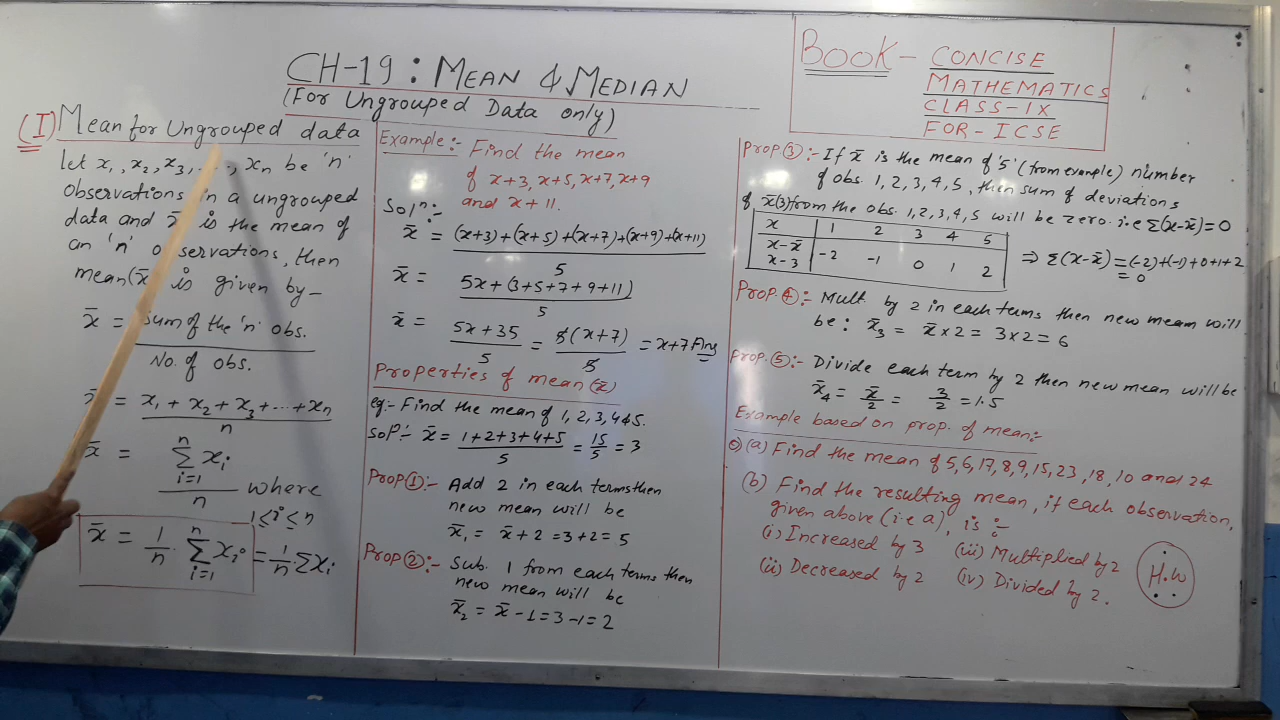 CH-19 : MEAN & MEDIAN
(For Ungrouped Data only)
BOOK - CONCISE
MATHEMATICS
CLASS-IX
FOR-ICSE
(I) Mean for Ungrouped data
let x₁, x₂, x₃, ..., xₙ be 'n'
observations in a ungrouped
data and x̄ is the mean of
an 'n' observations, then
mean(x̄) is given by-
x̄ = sum of the 'n' obs.
No. of obs.
x̄ = x₁ + x₂ + x₃ + ... + xₙ
n
x̄ = n
Σ xᵢ
i=1
n where
1≤i≤n
x̄ = 1/n · Σ xᵢ (i=1, n) = 1/n · Σxᵢ
Example:- Find the mean
of x+3, x+5, x+7, x+9
and x+11.
Solⁿ:-
x̄ = (x+3)+(x+5)+(x+7)+(x+9)+(x+11)
5
x̄ = 5x+(3+5+7+9+11)
5
x̄ = 5x+35/5 = 5(x+7)/5 = x+7 Ans
Properties of mean (x̄)
eg:- Find the mean of 1, 2, 3, 4 & 5.
Solⁿ:- x̄ = 1+2+3+4+5/5 = 15/5 = 3
Prop ①:- Add 2 in each terms then
new mean will be
x̄₁ = x̄+2 = 3+2 = 5
Prop ②:- Sub. 1 from each terms then
new mean will be
x̄₂ = x̄-1 = 3-1 = 2
Prop ③:- If x̄ is the mean of '5' (from example) number
of obs. 1, 2, 3, 4, 5, then sum of deviations
of x̄(3) from the obs. 1,2,3,4,5 will be zero. i.e Σ(x-x̄)=0
x 1 2 3 4 5
x-x̄
x-3 -2 -1 0 1 2
⇒ Σ(x-x̄) = (-2)+(-1)+0+1+2
= 0
Prop. ④:- Mult by 2 in each terms then new mean will
be: x̄₃ = x̄×2 = 3×2 = 6
Prop. ⑤:- Divide each term by 2 then new mean will be
x̄₄ = x̄/2 = 3/2 = 1.5
Example based on prop. of mean:-
(a) Find the mean of 5, 6, 17, 8, 9, 15, 23, 18, 10 and 24
(b) Find the resulting mean, if each observation,
given above (i.e a), is :-
(i) Increased by 3 (iii) Multiplied by 2
(ii) Decreased by 2 (iv) Divided by 2.
H.W